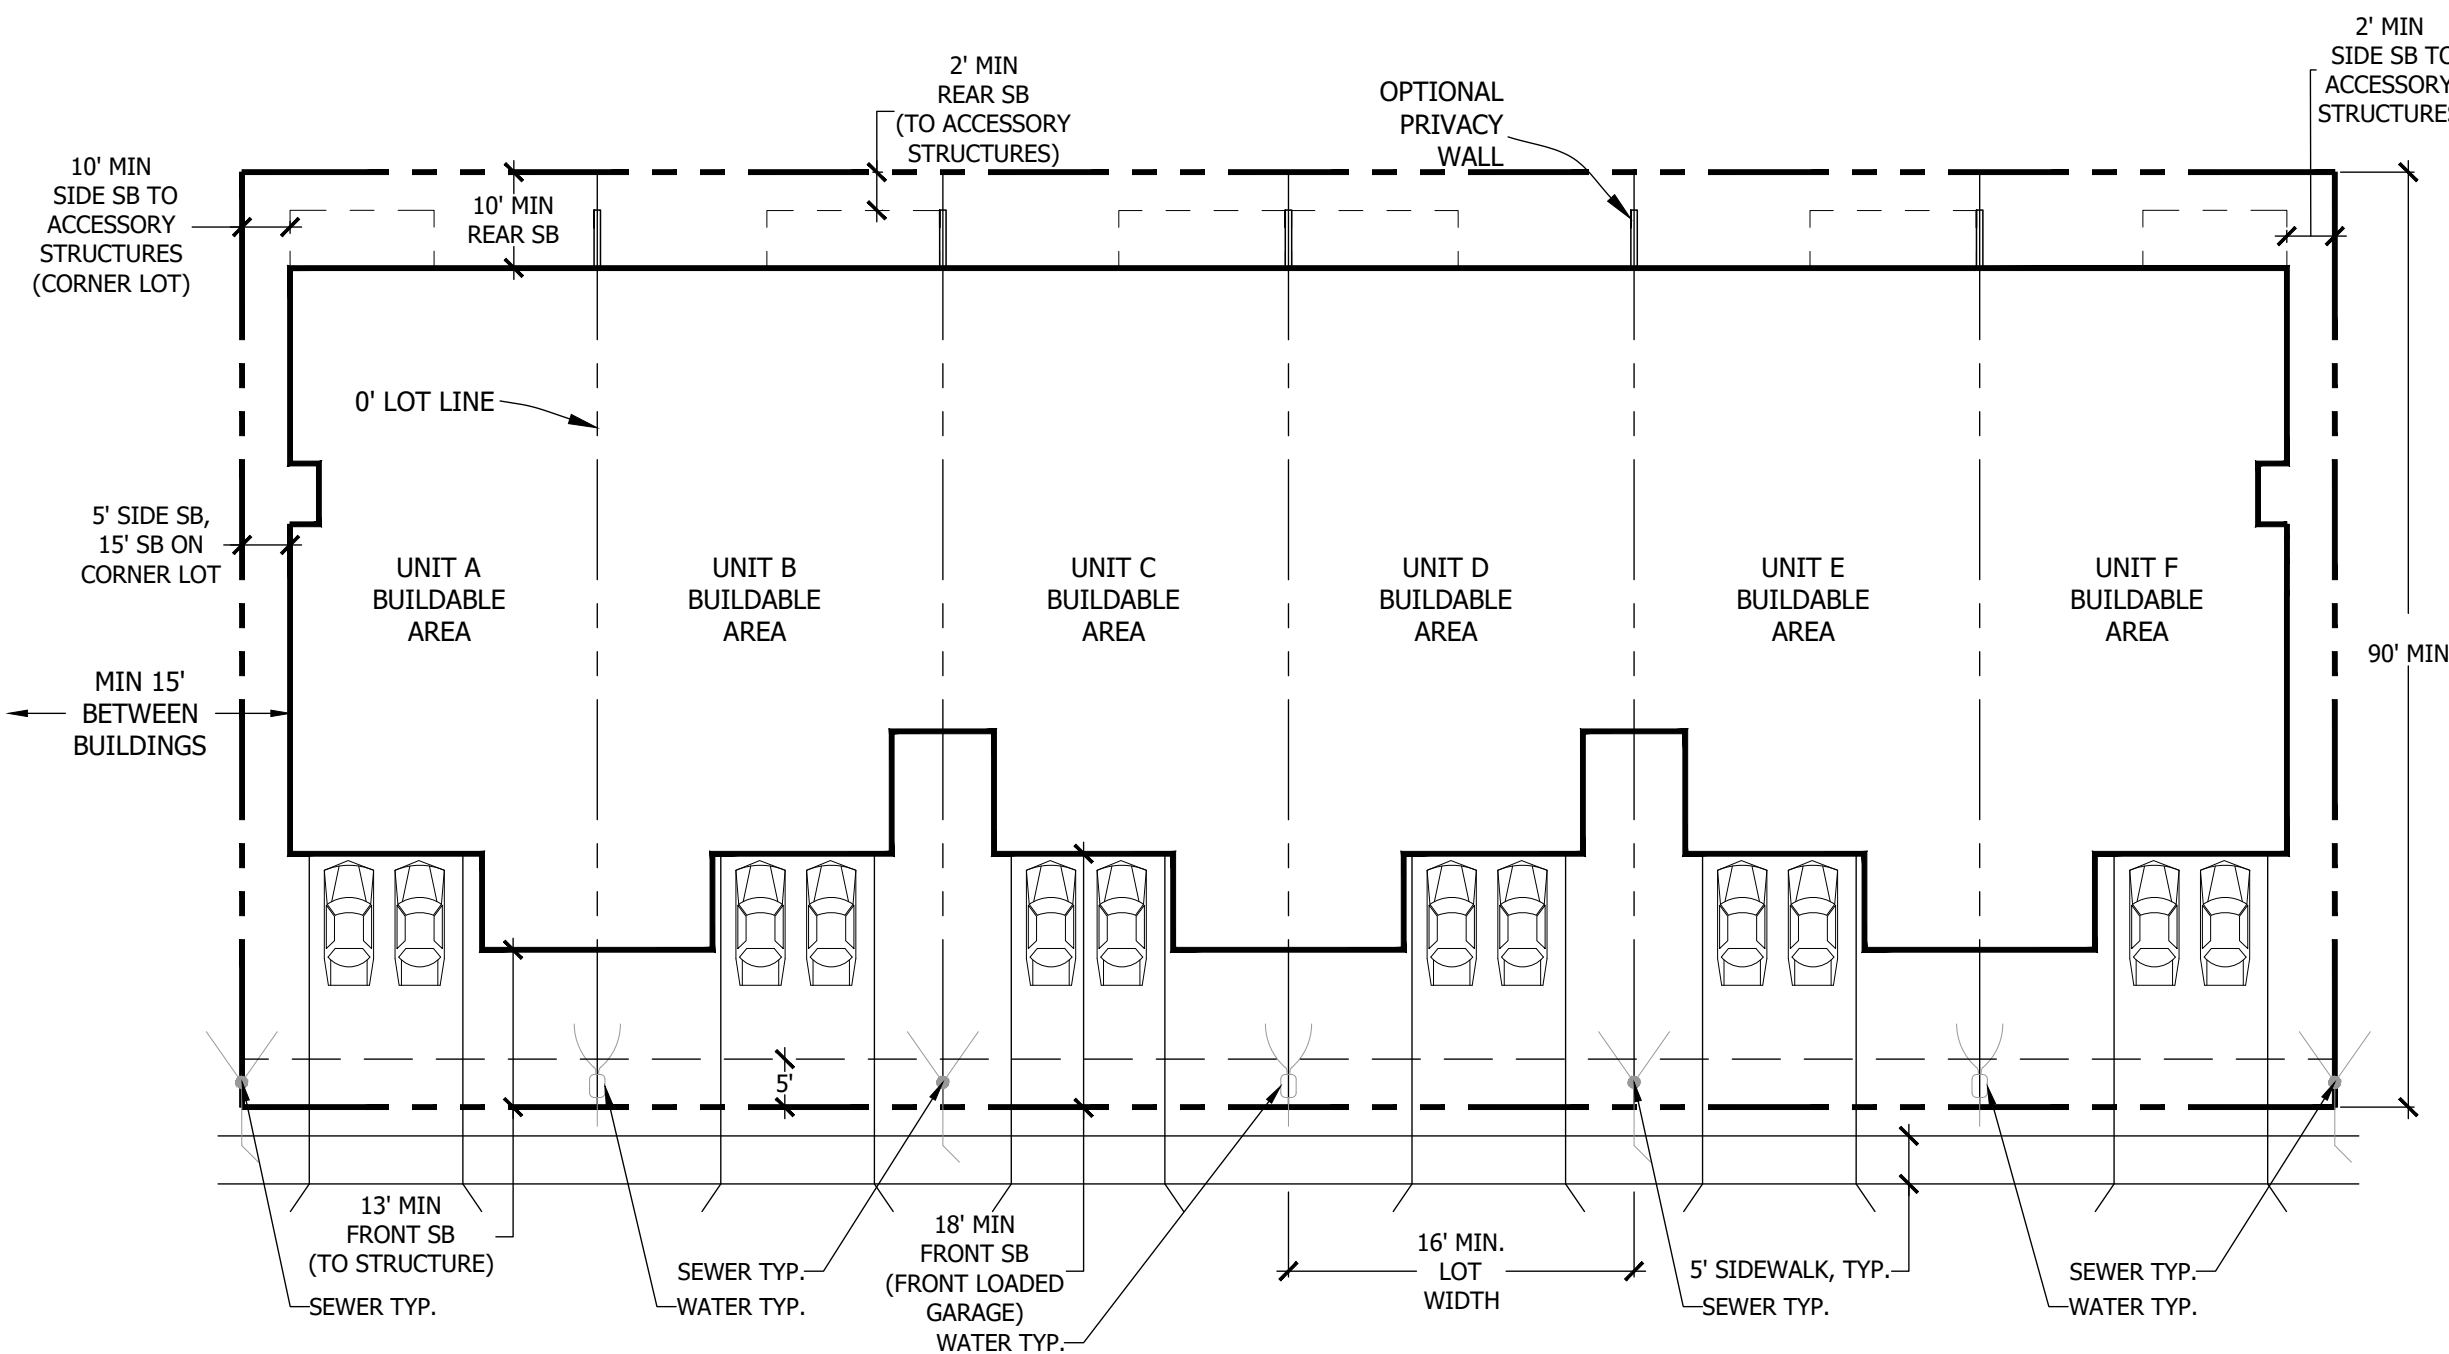 2' MIN
SIDE SB TO
ACCESSORY
STRUCTURES
2' MIN
REAR SB
(TO ACCESSORY
STRUCTURES)
OPTIONAL
PRIVACY
WALL
10' MIN
SIDE SB TO
ACCESSORY
STRUCTURES
(CORNER LOT)
10' MIN
REAR SB
0' LOT LINE
5' SIDE SB,
15' SB ON
CORNER LOT
UNIT A
BUILDABLE
AREA
UNIT B
BUILDABLE
AREA
UNIT C
BUILDABLE
AREA
UNIT D
BUILDABLE
AREA
UNIT E
BUILDABLE
AREA
UNIT F
BUILDABLE
AREA
90' MIN
MIN 15'
BETWEEN
BUILDINGS
5'
13' MIN
FRONT SB
(TO STRUCTURE)
SEWER TYP.
SEWER TYP.
WATER TYP.
18' MIN
FRONT SB
(FRONT LOADED
GARAGE)
WATER TYP.
16' MIN.
LOT
WIDTH
5' SIDEWALK, TYP.
SEWER TYP.
SEWER TYP.
WATER TYP.